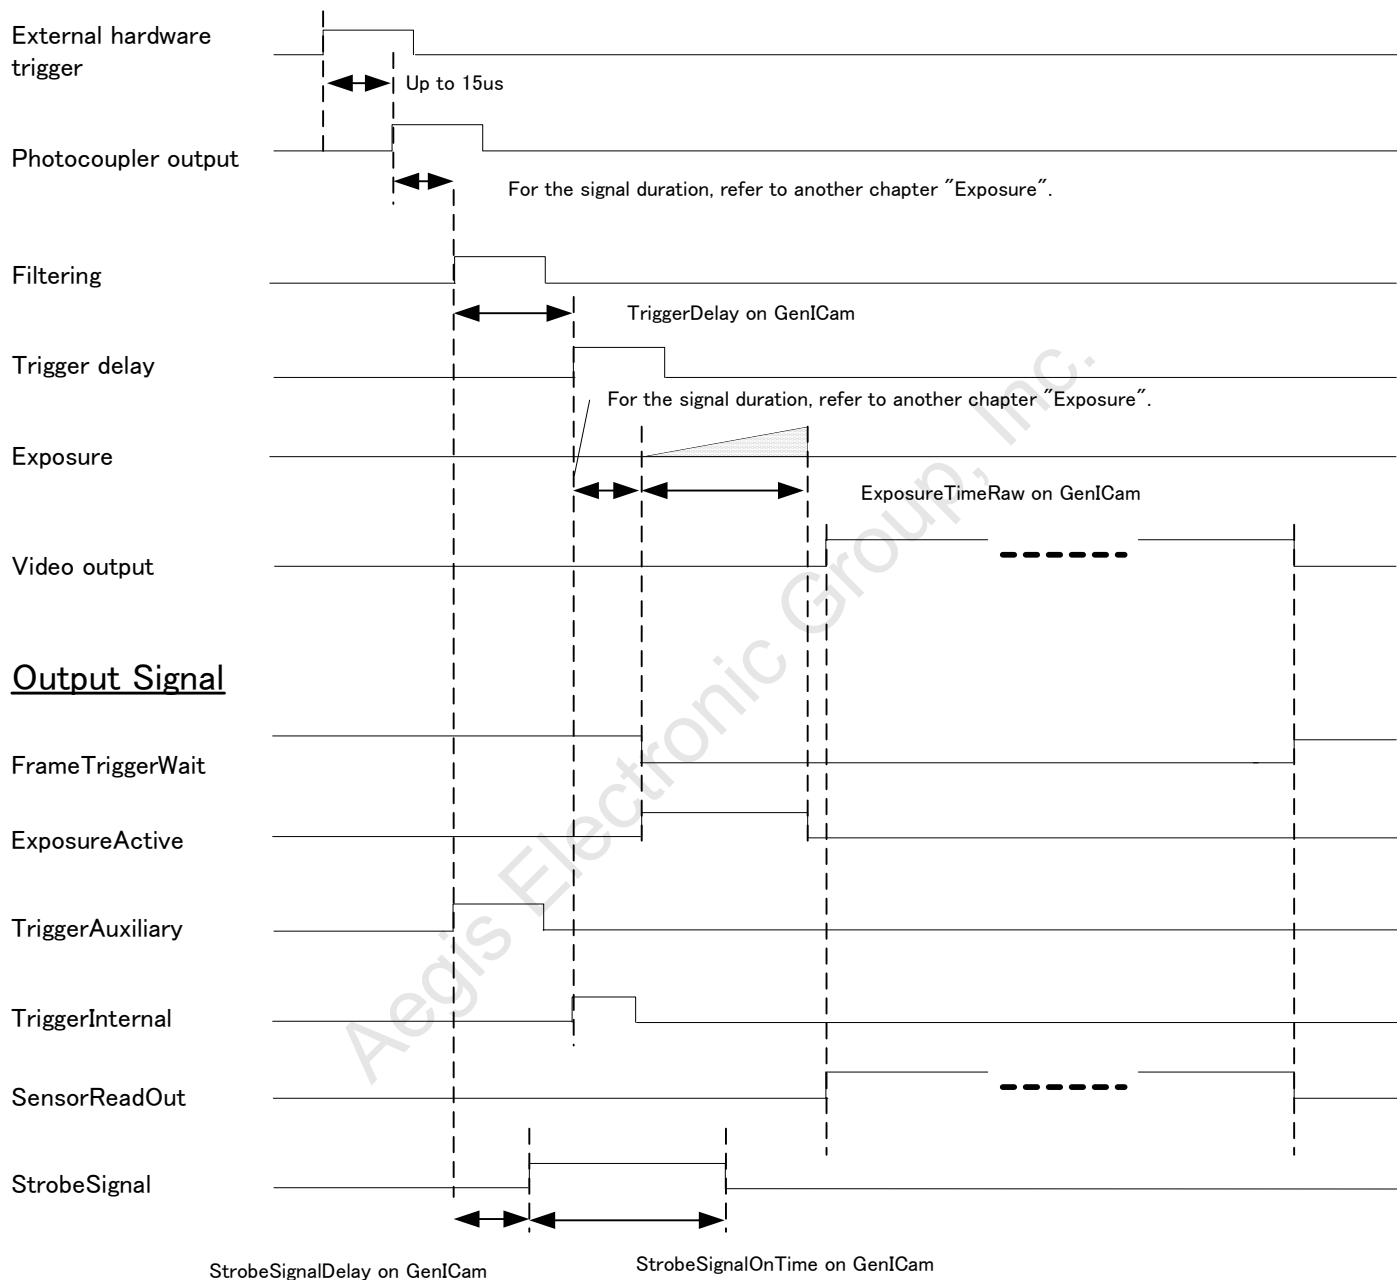 External hardware
trigger
Up to 15us
Photocoupler output
For the signal duration, refer to another chapter "Exposure".
Filtering
TriggerDelay on GenICam
Trigger delay
For the signal duration, refer to another chapter "Exposure".
Exposure
ExposureTimeRaw on GenICam
Video output
Output Signal
FrameTriggerWait
ExposureActive
TriggerAuxiliary
TriggerInternal
SensorReadOut
StrobeSignal
StrobeSignalDelay on GenICam
StrobeSignalOnTime on GenICam
Aegis Electronic Group, Inc.